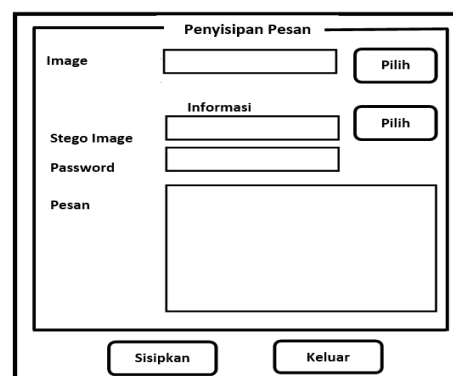 Penyisipan Pesan
Image
Pilih
Informasi
Stego Image
Pilih
Password
Pesan
Sisipkan
Keluar